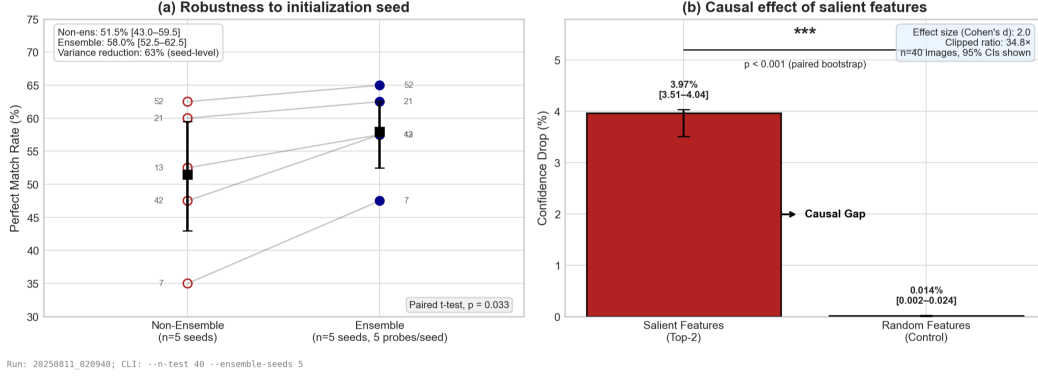 (a) Robustness to initialization seed
Non-ens: 51.5% [43.0–59.5]
Ensemble: 58.0% [52.5–62.5]
Variance reduction: 63% (seed-level)
Perfect Match Rate (%)
75
70
65
60
55
50
45
40
35
30
52
21
13
42
7
52
21
7
Paired t-test, p = 0.033
Non-Ensemble
(n=5 seeds)
Ensemble
(n=5 seeds, 5 probes/seed)
(b) Causal effect of salient features
Effect size (Cohen's d): 2.0
Clipped ratio: 34.8×
n=40 images, 95% CIs shown
***
p < 0.001 (paired bootstrap)
Confidence Drop (%)
5
4
3
2
1
0
3.97%
[3.51–4.04]
Causal Gap
0.014%
[0.002–0.024]
Salient Features
(Top-2)
Random Features
(Control)
Run: 20250811_020940; CLI: --n-test 40 --ensemble-seeds 5